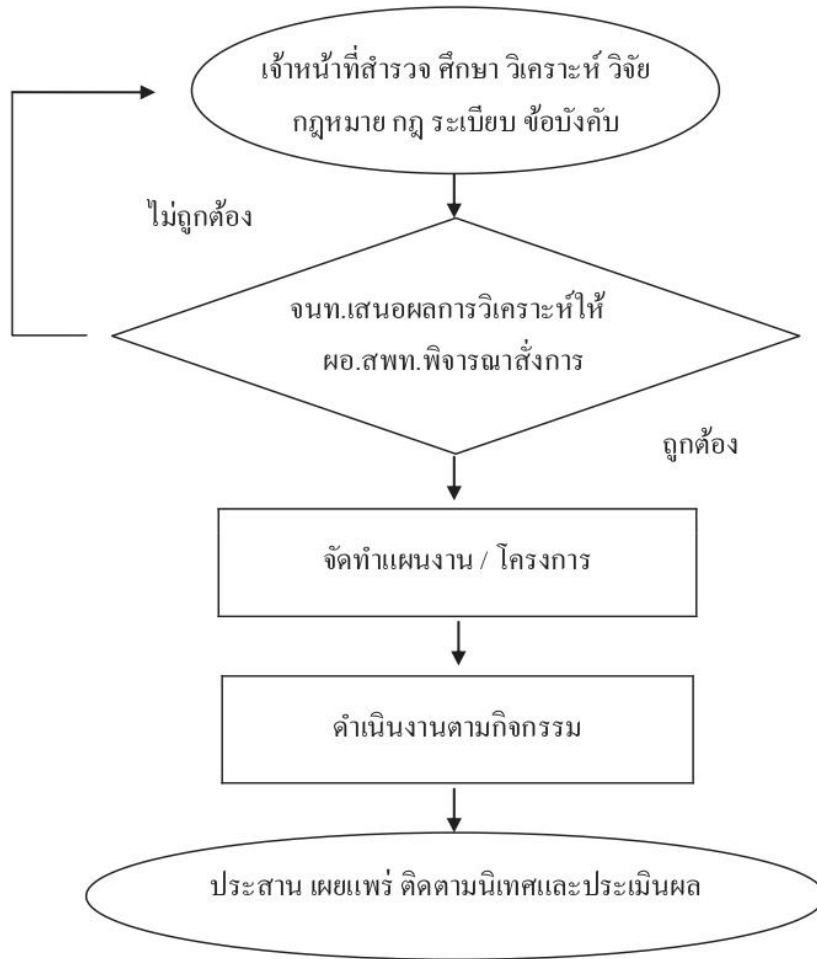 เจ้าหน้าที่สำรวจ ศึกษา วิเคราะห์ วิจัย
กฎหมาย กฎ ระเบียบ ข้อบังคับ
ไม่ถูกต้อง
จนท.เสนอผลการวิเคราะห์ให้
ผอ.สพท.พิจารณาสั่งการ
ถูกต้อง
จัดทำแผนงาน / โครงการ
ดำเนินงานตามกิจกรรม
ประสาน เผยแพร่ ติดตามนิเทศและประเมินผล